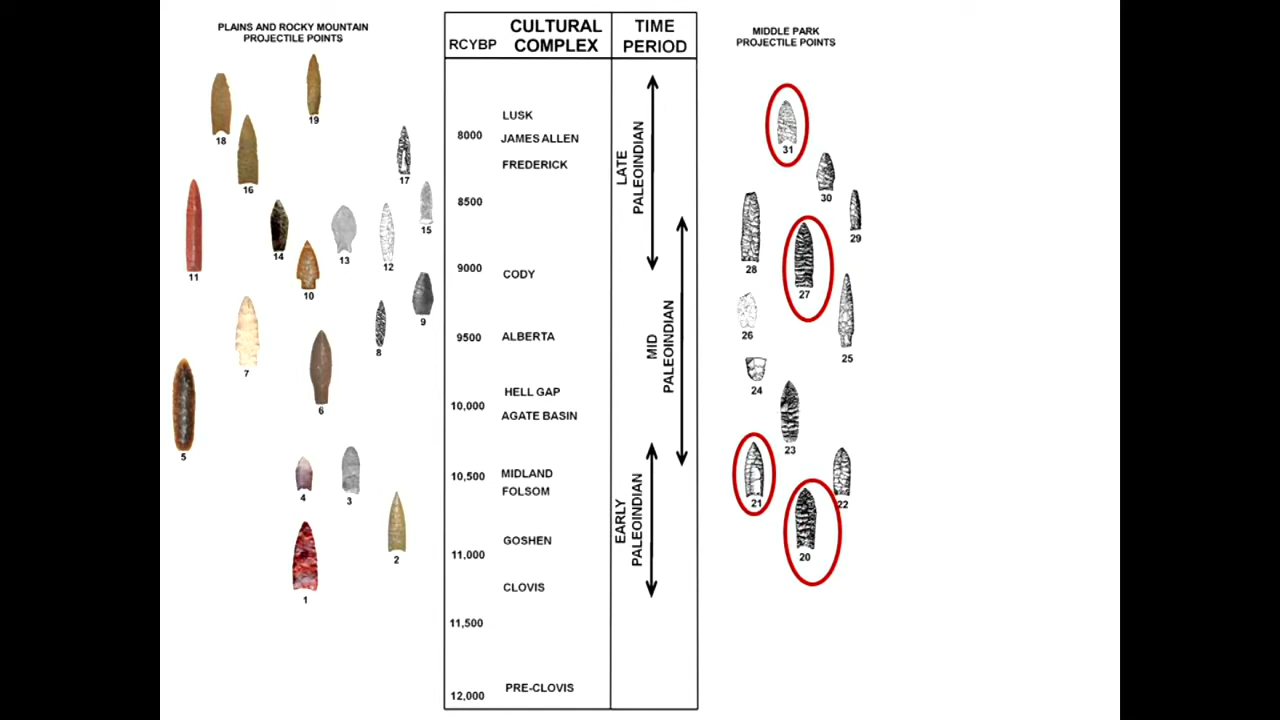 PLAINS AND ROCKY MOUNTAIN
PROJECTILE POINTS
19
18
17
16
15
14
13
12
11
10
9
8
7
6
5
4
3
2
1
RCYBP
CULTURAL
COMPLEX
TIME
PERIOD
LUSK
8000
JAMES ALLEN
FREDERICK
8500
9000
CODY
9500
ALBERTA
HELL GAP
10,000
AGATE BASIN
10,500
MIDLAND
FOLSOM
GOSHEN
11,000
CLOVIS
11,500
PRE-CLOVIS
12,000
LATE
PALEOINDIAN
MID
PALEOINDIAN
EARLY
PALEOINDIAN
MIDDLE PARK
PROJECTILE POINTS
31
30
29
28
27
26
25
24
23
21
22
20